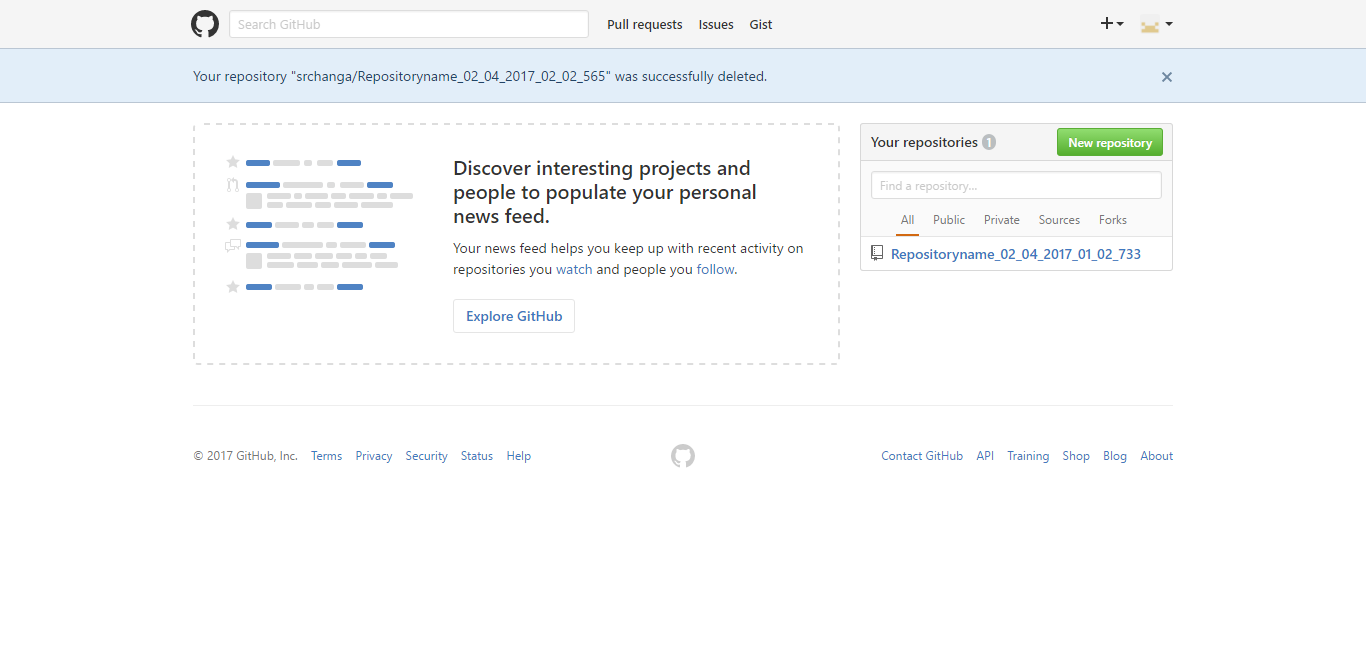 Search GitHub
Pull requests Issues Gist
Your repository "srchanga/Repositoryname_02_04_2017_02_02_565" was successfully deleted.
Discover interesting projects and
people to populate your personal
news feed.
Your news feed helps you keep up with recent activity on
repositories you watch and people you follow.
Explore GitHub
Your repositories 1
New repository
Find a repository...
All Public Private Sources Forks
Repositoryname_02_04_2017_01_02_733
© 2017 GitHub, Inc. Terms Privacy Security Status Help
Contact GitHub API Training Shop Blog About